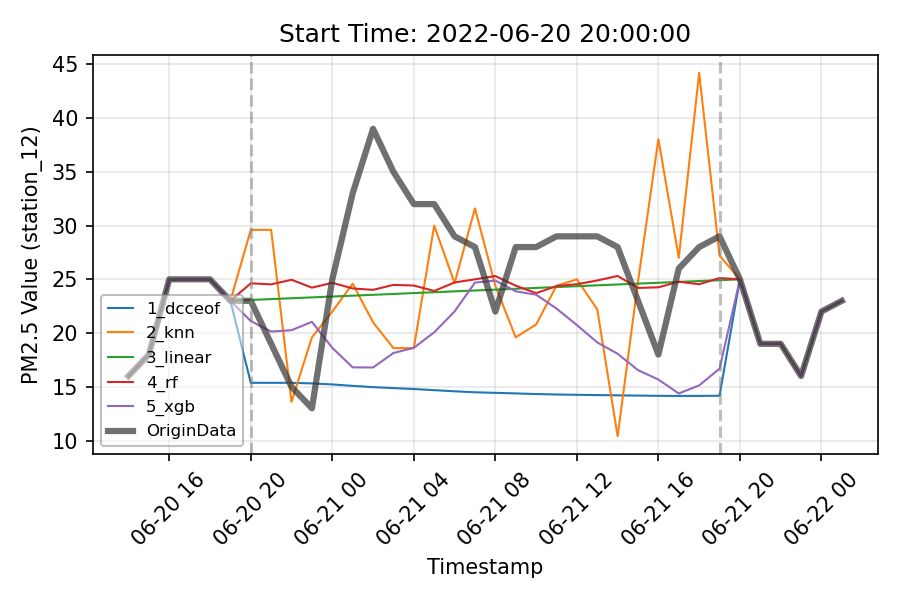 Start Time: 2022-06-20 20:00:00
PM2.5 Value (station_12)
45
40
35
30
25
20
15
10
1_dcceof
2_knn
3_linear
4_rf
5_xgb
OriginData
06-20 16
06-20 20
06-21 00
06-21 04
06-21 08
06-21 12
06-21 16
06-21 20
06-22 00
Timestamp